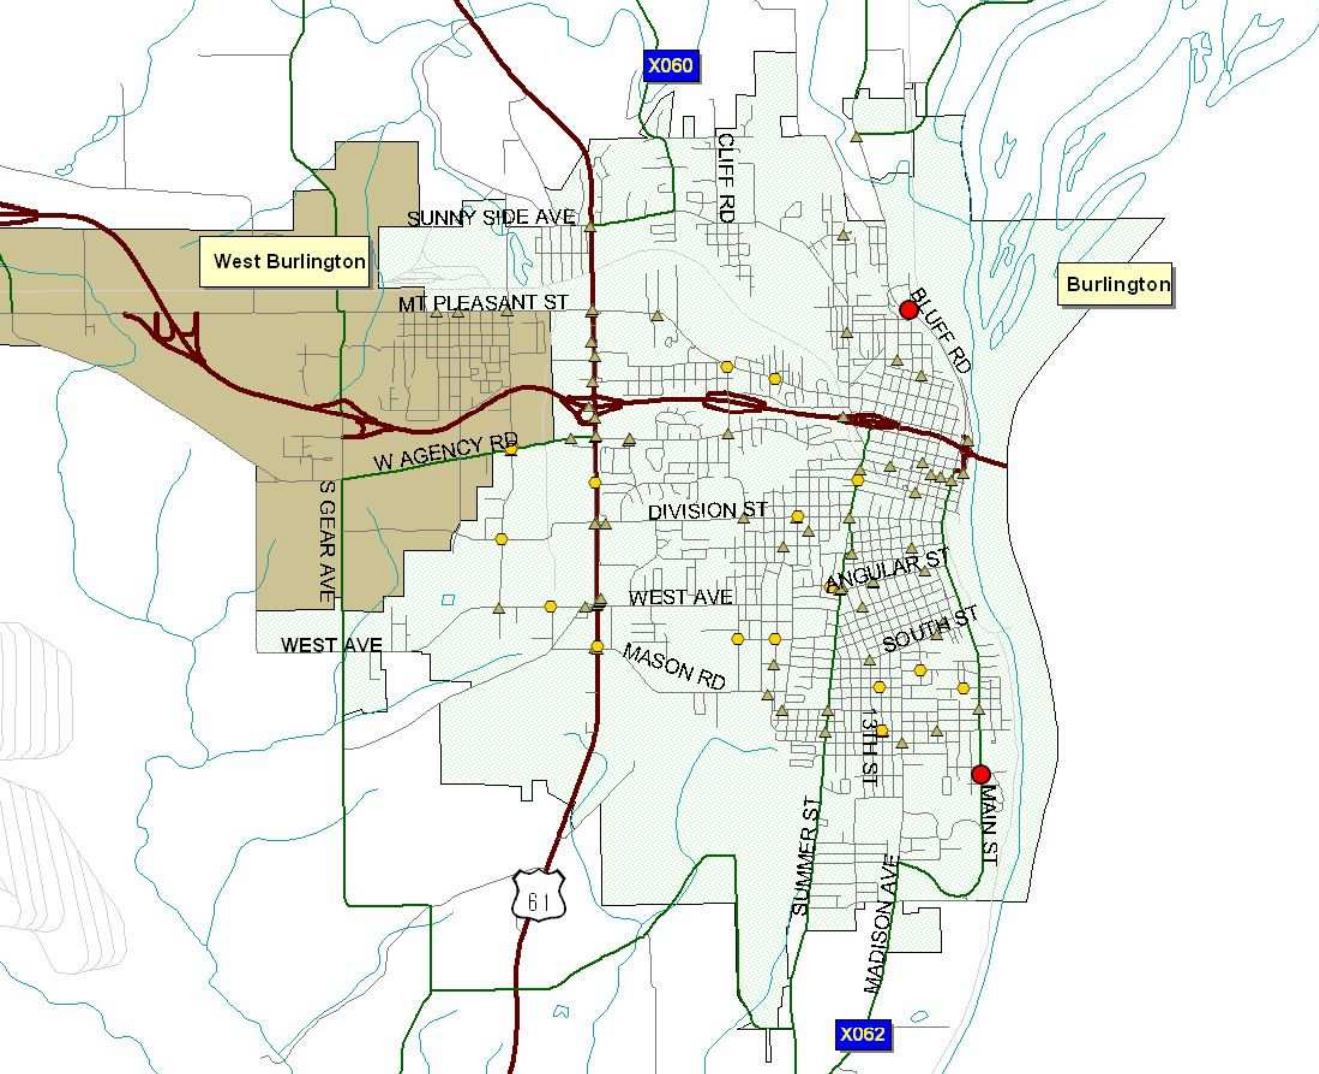 X060
CLIFF RD
SUNNY SIDE AVE
West Burlington
Burlington
MT PLEASANT ST
BLUFF RD
W AGENCY RD
S GEAR AVE
DIVISION ST
ANGULAR ST
WEST AVE
SOUTH ST
WEST AVE
MASON RD
13TH ST
MAIN ST
SUMMER ST
MADISON AVE
61
X062